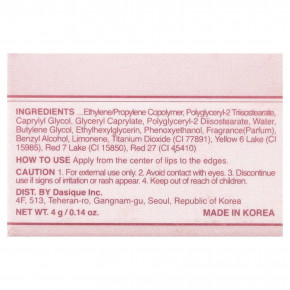 INGREDIENTS ...Ethylene/Propylene Copolymer, Polyglyceryl-2 Triisostearate,
Caprylyl Glycol, Glyceryl Caprylate, Polyglyceryl-2 Diisostearate, Water,
Butylene Glycol, Ethylhexylglycerin, Phenoxyethanol, Fragrance(Parfum),
Benzyl Alcohol, Limonene, Titanium Dioxide (CI 77891), Yellow 6 Lake (CI
15985), Red 7 Lake (CI 15850), Red 27 (CI 45410)
HOW TO USE Apply from the center of lips to the edges.
CAUTION 1. For external use only. 2. Avoid contact with eyes. 3. Discontinue
use if signs of irritation or rash appear. 4. Keep out of reach of children.
DIST. BY Dasique Inc.
4F, 513, Teheran-ro, Gangnam-gu, Seoul, Republic of Korea
NET WT. 4 g / 0.14 oz. MADE IN KOREA